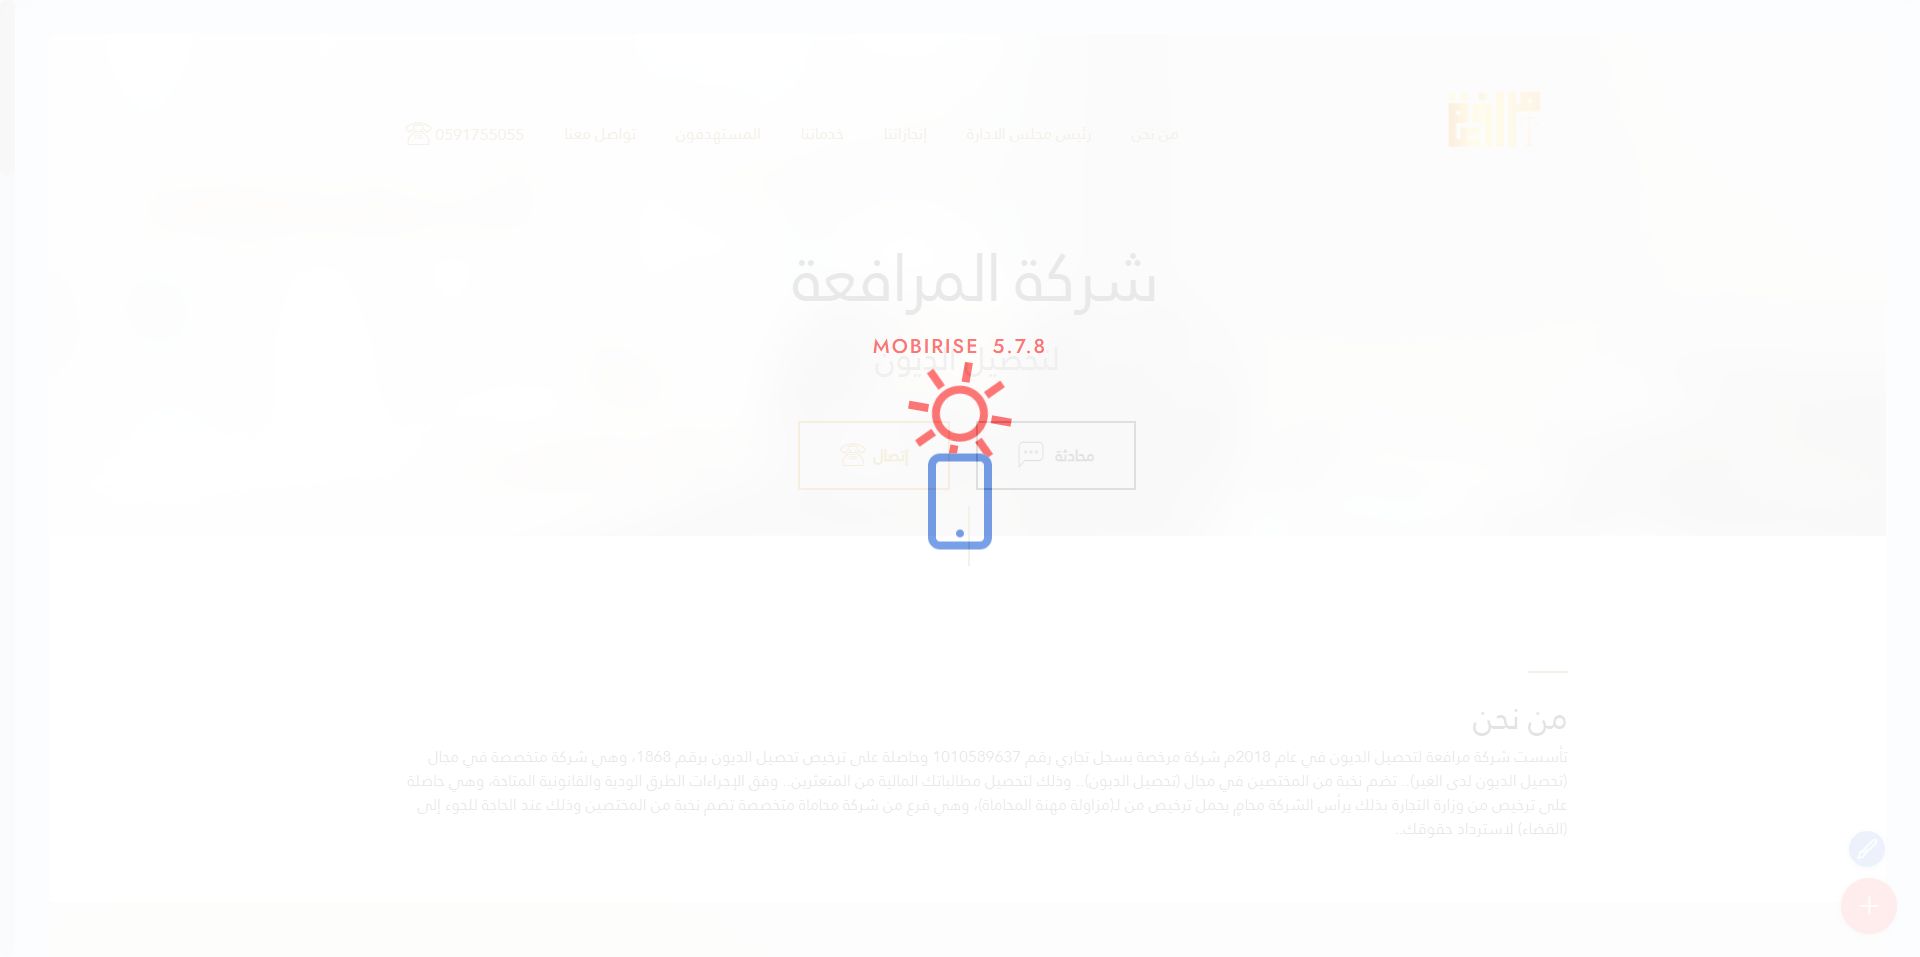 من نحن
رئيس مجلس الادارة
إنجازاتنا
خدماتنا
المستهدفون
تواصل معنا
0591755055
شركة المرافعة
MOBIRISE 5.7.8
لتحصيل الديون
محادثة
إتصال
من نحن
تأسست شركة مرافعة لتحصيل الديون في عام 2018م شركة مرخصة بسجل تجاري رقم 1010589637 وحاصلة على ترخيص تحصيل الديون برقم 1868، وهي شركة متخصصة في مجال
(تحصيل الديون لدى الغير).. تضم نخبة من المختصين في مجال (تحصيل الديون).. وذلك لتحصيل مطالباتك المالية من المتعثرين.. وفق الإجراءات الطرق الودية والقانونية المتاحة، وهي حاصلة
على ترخيص من وزارة التجارة بذلك يرأس الشركة محامٍ يحمل ترخيص من لـ(مزاولة مهنة المحاماة)، وهي فرع من شركة محاماة متخصصة تضم نخبة من المختصين وذلك عند الحاجة للجوء إلى
(القضاء) لاسترداد حقوقك..